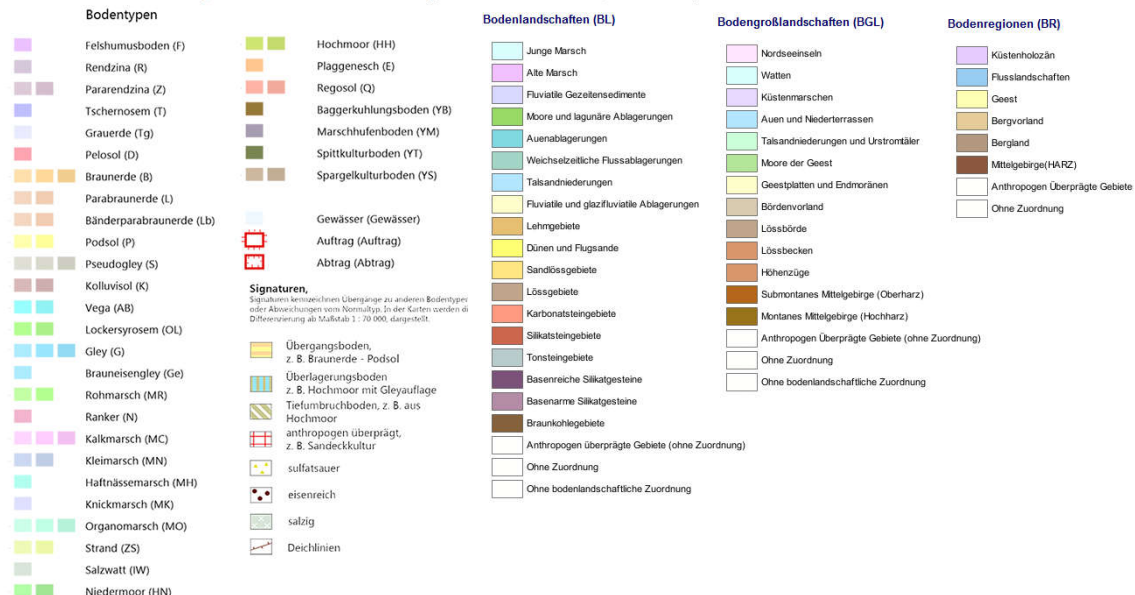 Bodentypen
Felshumusboden (F)
Rendzina (R)
Pararendzina (Z)
Tschernosem (T)
Grauerde (Tg)
Pelosol (D)
Braunerde (B)
Parabraunerde (L)
Bänderparabraunerde (Lb)
Podsol (P)
Pseudogley (S)
Kolluvisol (K)
Vega (AB)
Lockersyrosem (OL)
Gley (G)
Brauneisengley (Ge)
Rohmarsch (MR)
Ranker (N)
Kalkmarsch (MC)
Kleimarsch (MN)
Haftnässemarsch (MH)
Knickmarsch (MK)
Organomarsch (MO)
Strand (ZS)
Salzwatt (IW)
Niedermoor (HN)
Hochmoor (HH)
Plaggenesch (E)
Regosol (Q)
Baggerkuhlungsboden (YB)
Marschhufenboden (YM)
Spittkulturboden (YT)
Spargelkulturboden (YS)
Gewässer (Gewässer)
Auftrag (Auftrag)
Abtrag (Abtrag)
Signaturen,
Signaturen kennzeichnen Übergänge zu anderen Bodentypen
oder Abweichungen vom Normaltyp. In der Karten werden di
Differenzierung ab Maßstab 1 : 70 000, dargestellt.
Übergangsboden,
z. B. Braunerde - Podsol
Überlagerungsboden
z. B. Hochmoor mit Gleyauflage
Tiefumbruchboden, z. B. aus
Hochmoor
anthropogen überprägt,
z. B. Sandeckkultur
sulfatsauer
eisenreich
salzig
Deichlinien
Bodenlandschaften (BL)
Junge Marsch
Alte Marsch
Fluviatile Gezeitensedimente
Moore und lagunäre Ablagerungen
Auenablagerungen
Weichselzeitliche Flussablagerungen
Talsandniederungen
Fluviatile und glazifluviatile Ablagerungen
Lehmgebiete
Dünen und Flugsande
Sandlössgebiete
Lössgebiete
Karbonatsteingebiete
Silikatsteingebiete
Tonsteingebiete
Basenreiche Silikatgesteine
Basenarme Silikatgesteine
Braunkohlegebiete
Anthropogen überprägte Gebiete (ohne Zuordnung)
Ohne Zuordnung
Ohne bodenlandschaftliche Zuordnung
Bodengroßlandschaften (BGL)
Nordseeinseln
Watten
Küstenmarschen
Auen und Niederterrassen
Talsandniederungen und Urstromtäler
Moore der Geest
Geestplatten und Endmoränen
Bördenvorland
Lössbörde
Lössbecken
Höhenzüge
Submontanes Mittelgebirge (Oberharz)
Montanes Mittelgebirge (Hochharz)
Anthropogen Überprägte Gebiete (ohne Zuordnung)
Ohne Zuordnung
Ohne bodenlandschaftliche Zuordnung
Bodenregionen (BR)
Küstenholozän
Flusslandschaften
Geest
Bergvorland
Bergland
Mittelgebirge(HARZ)
Anthropogen Überprägte Gebiete
Ohne Zuordnung